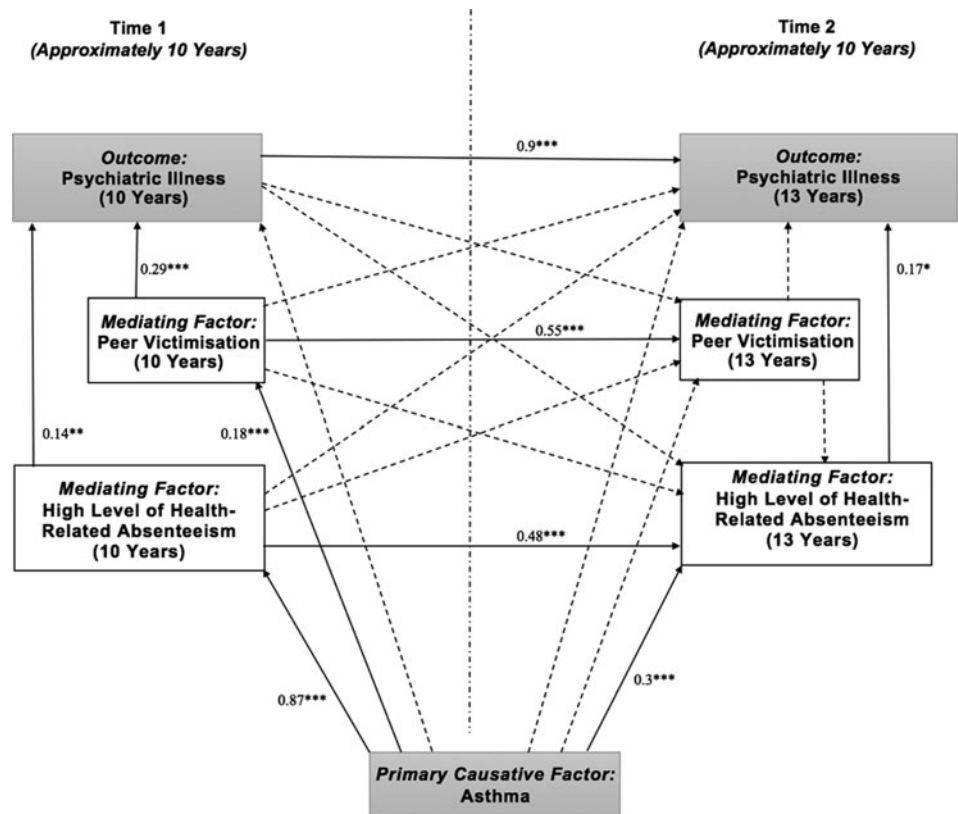 Time 1
(Approximately 10 Years)
Time 2
(Approximately 10 Years)
Outcome:
Psychiatric Illness
(10 Years)
0.9***
Outcome:
Psychiatric Illness
(13 Years)
0.29***
0.17*
Mediating Factor:
Peer Victimisation
(10 Years)
0.55***
Mediating Factor:
Peer Victimisation
(13 Years)
0.14**
0.18***
Mediating Factor:
High Level of Health-
Related Absenteeism
(10 Years)
0.48***
Mediating Factor:
High Level of Health-
Related Absenteeism
(13 Years)
0.87***
0.3***
Primary Causative Factor:
Asthma